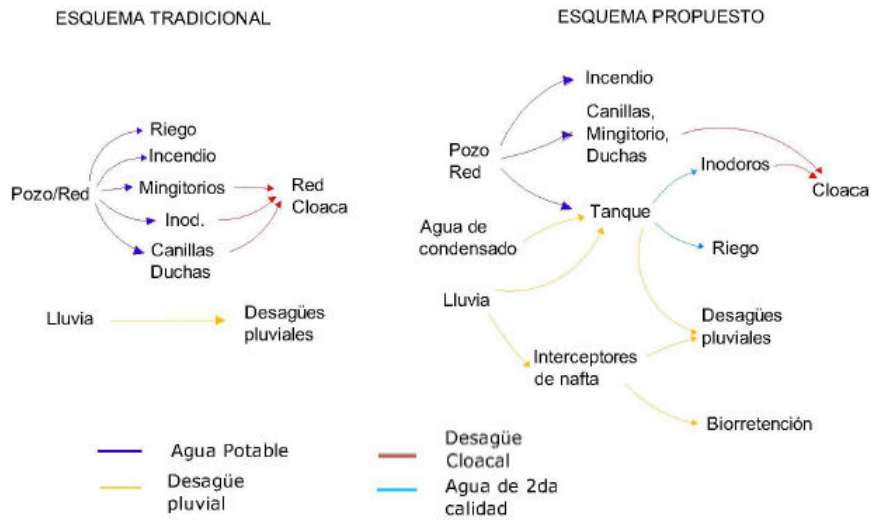 ESQUEMA TRADICIONAL
Riego
Incendio
Pozo/Red
Mingitorios
Red
Cloaca
Inod.
Canillas
Duchas
Lluvia
Desagües
pluviales
ESQUEMA PROPUESTO
Incendio
Canillas,
Mingitorio,
Duchas
Pozo
Red
Inodoros
Cloaca
Tanque
Agua de
condensado
Riego
Lluvia
Desagües
pluviales
Interceptores
de nafta
Biorretención
Agua Potable
Desagüe
pluvial
Desagüe
Cloacal
Agua de 2da
calidad